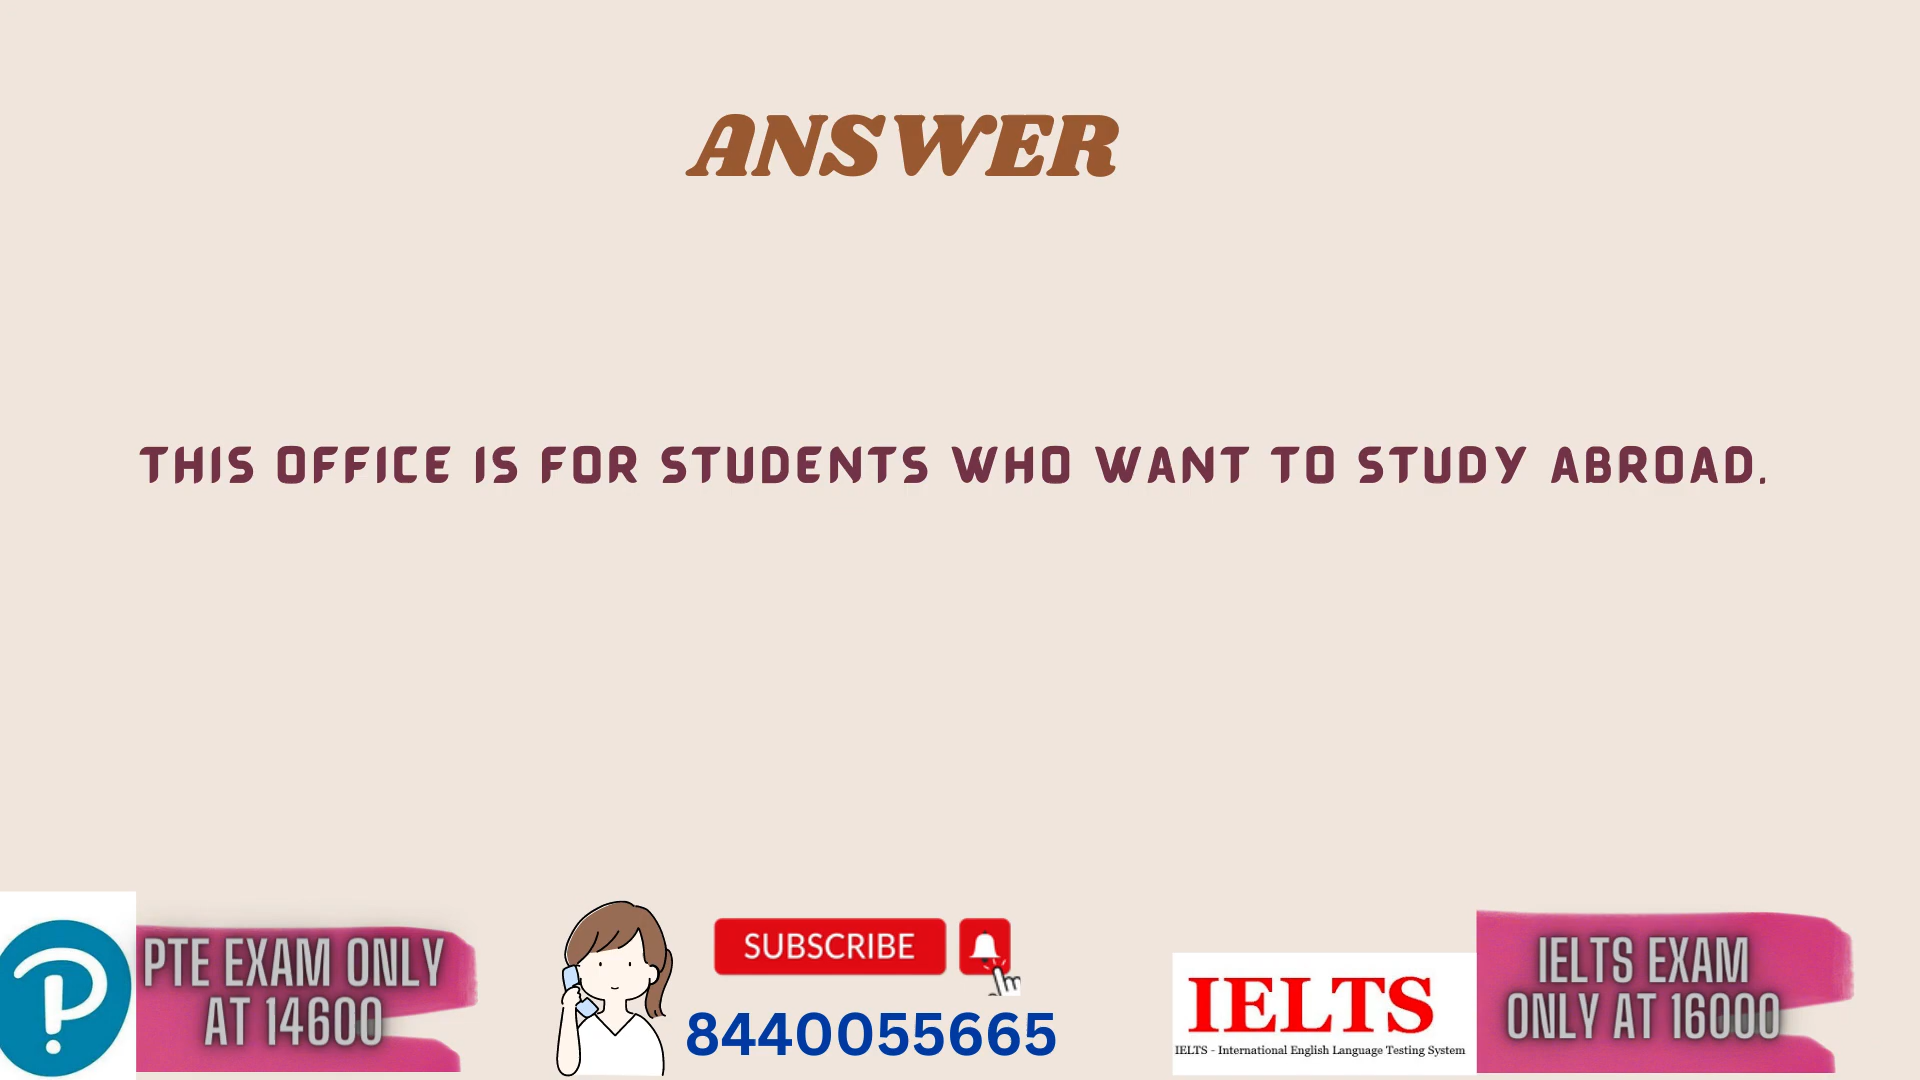 ANSWER
THIS OFFICE IS FOR STUDENTS WHO WANT TO STUDY ABROAD.
PTE EXAM ONLY
AT 14600
SUBSCRIBE
8440055665
IELTS
IELTS - International English Language Testing System
IELTS EXAM
ONLY AT 16000